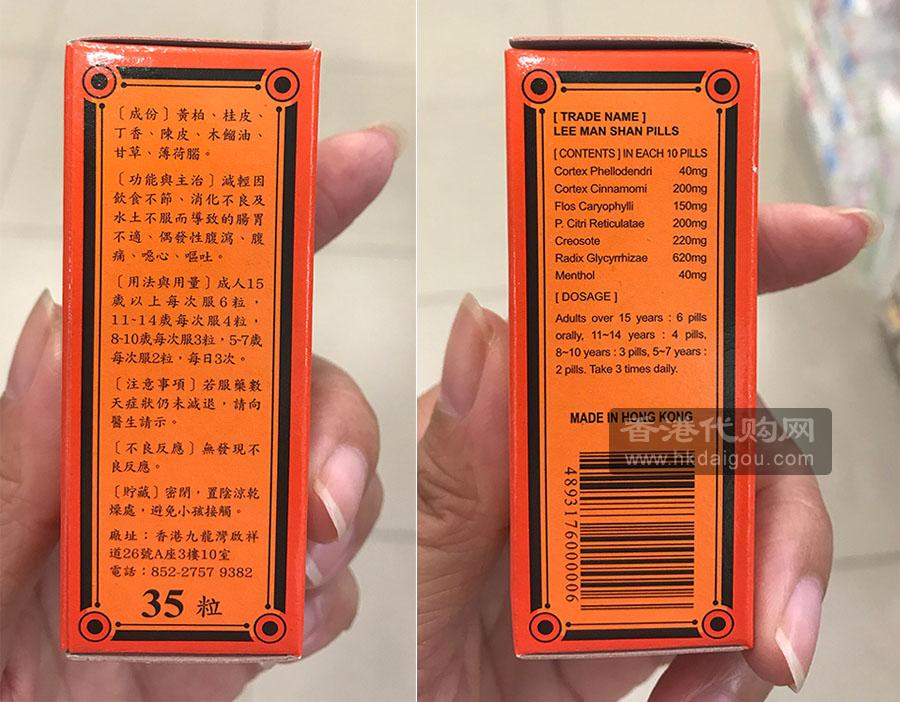 〔成份〕黃柏、桂皮、
丁香、陳皮、木餾油、
甘草、薄荷腦。
〔功能與主治〕減輕因
飲食不節、消化不良及
水土不服而導致的腸胃
不適、偶發性腹瀉、腹
痛、噁心、嘔吐。
〔用法與用量〕成人15
歲以上每次服6粒，
11-14歲每次服4粒，
8-10歲每次服3粒，5-7歲
每次服2粒，每日3次。
〔注意事項〕若服藥數
天症狀仍未減退，請向
醫生請示。
〔不良反應〕無發現不
良反應。
〔貯藏〕密閉，置陰涼乾
燥處，避免小孩接觸。
廠址：香港九龍灣啟祥
道26號A座3樓10室
電話：852-2757 9382
35 粒
[ TRADE NAME ]
LEE MAN SHAN PILLS
[ CONTENTS ] IN EACH 10 PILLS
Cortex Phellodendri 40mg
Cortex Cinnamomi 200mg
Flos Caryophylli 150mg
P. Citri Reticulatae 200mg
Creosote 220mg
Radix Glycyrrhizae 620mg
Menthol 40mg
[ DOSAGE ]
Adults over 15 years : 6 pills
orally, 11~14 years : 4 pills,
8~10 years : 3 pills, 5~7 years :
2 pills. Take 3 times daily.
MADE IN HONG KONG
香港代购网
www.hkdaigou.com
4893176000006